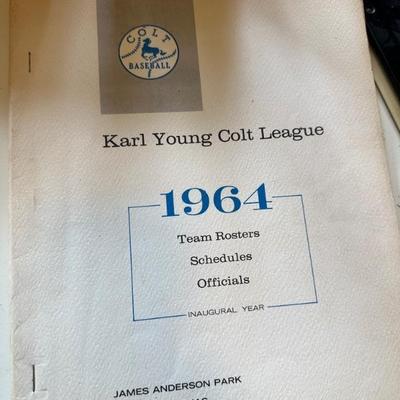 COLT
BASEBALL
Karl Young Colt League
1964
Team Rosters
Schedules
Officials
INAUGURAL YEAR
JAMES ANDERSON PARK